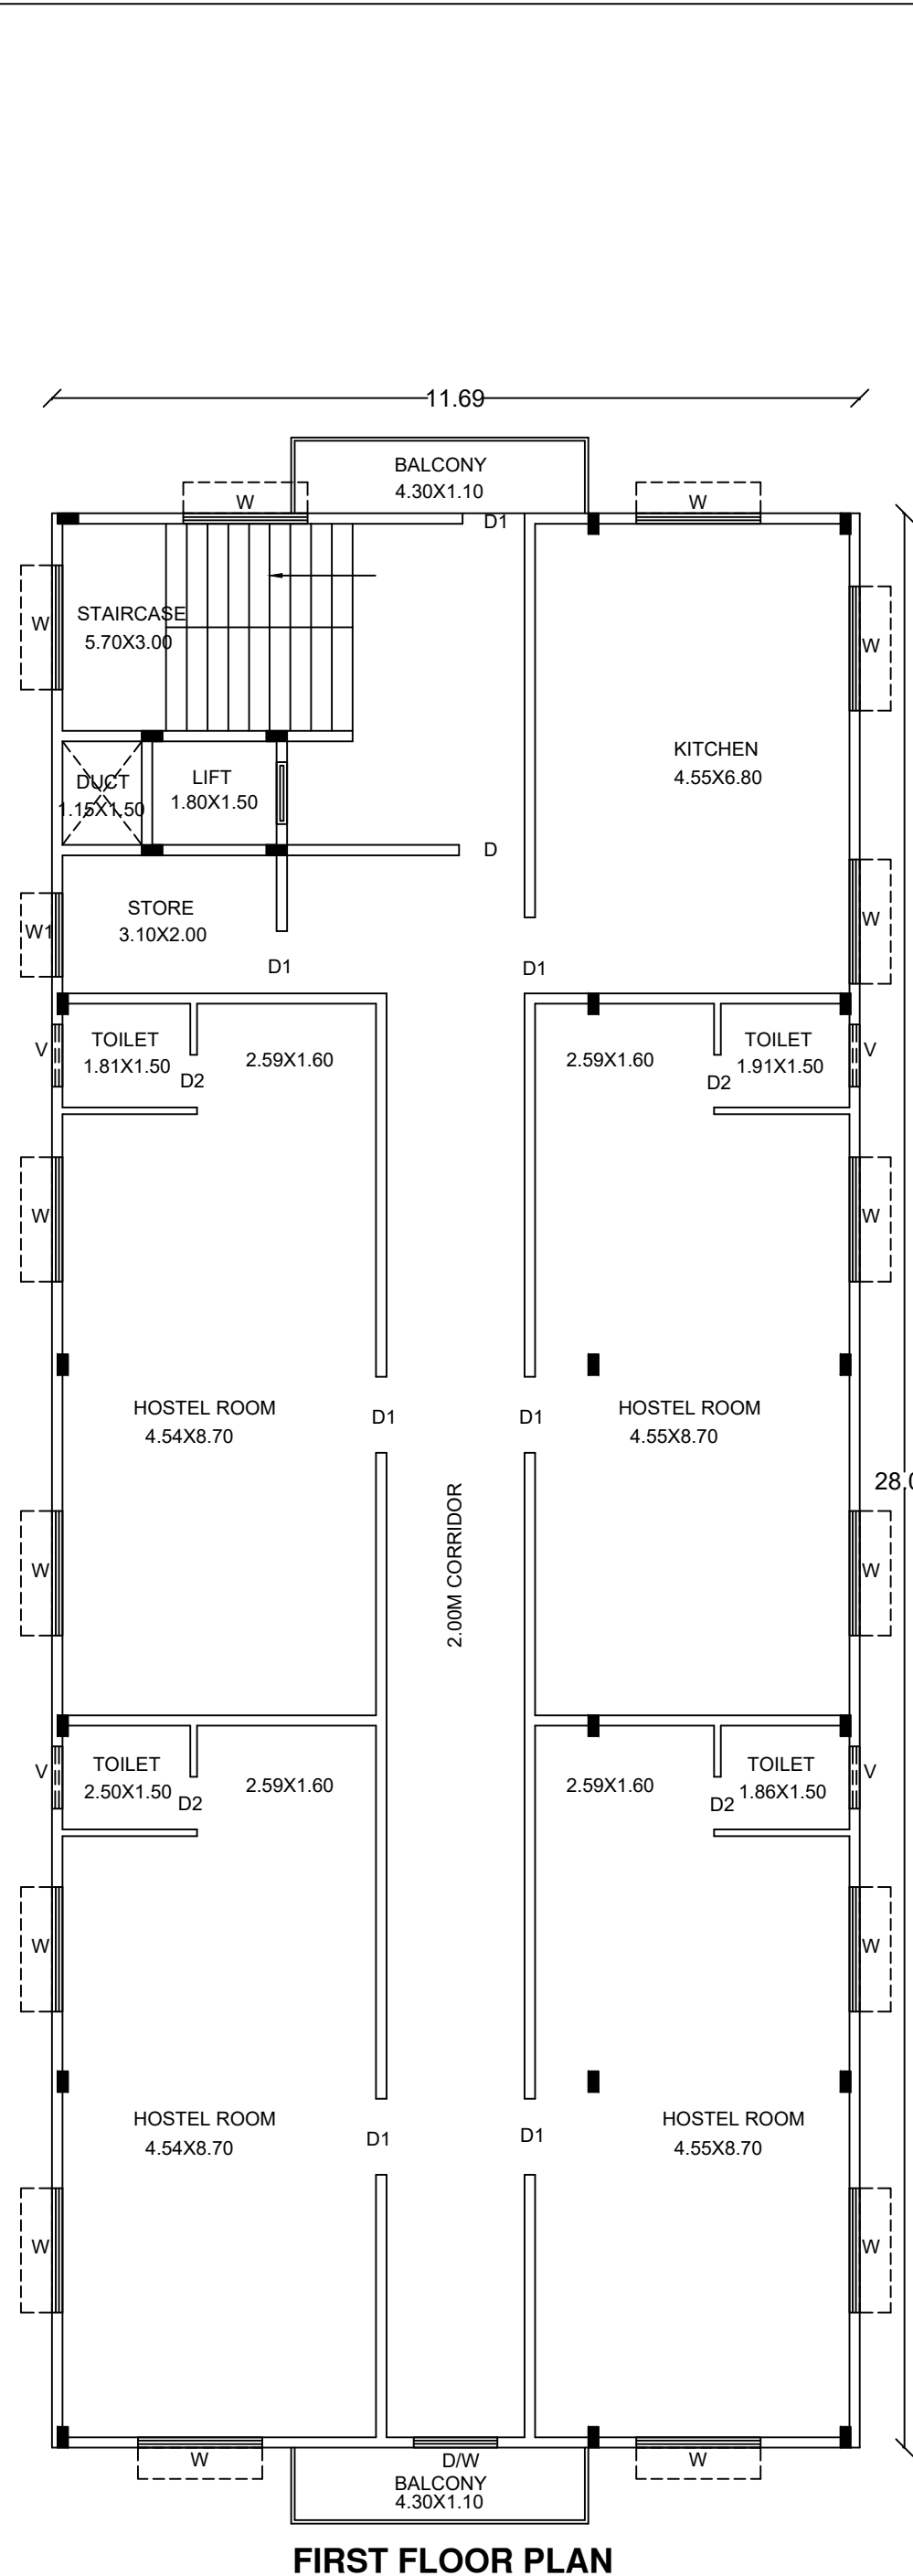 11.69
BALCONY
4.30X1.10
W
W
D1
STAIRCASE
5.70X3.00
W
W
KITCHEN
4.55X6.80
DUCT
1.15X1.50
LIFT
1.80X1.50
D
STORE
3.10X2.00
W1
W
D1
D1
V
TOILET
1.81X1.50
D2
2.59X1.60
2.59X1.60
D2
TOILET
1.91X1.50
V
W
W
HOSTEL ROOM
4.54X8.70
D1
D1
HOSTEL ROOM
4.55X8.70
28.0
2.00M CORRIDOR
W
W
V
TOILET
2.50X1.50
D2
2.59X1.60
2.59X1.60
D2
TOILET
1.86X1.50
V
W
W
HOSTEL ROOM
4.54X8.70
D1
D1
HOSTEL ROOM
4.55X8.70
W
W
W
D/W
W
BALCONY
4.30X1.10
FIRST FLOOR PLAN